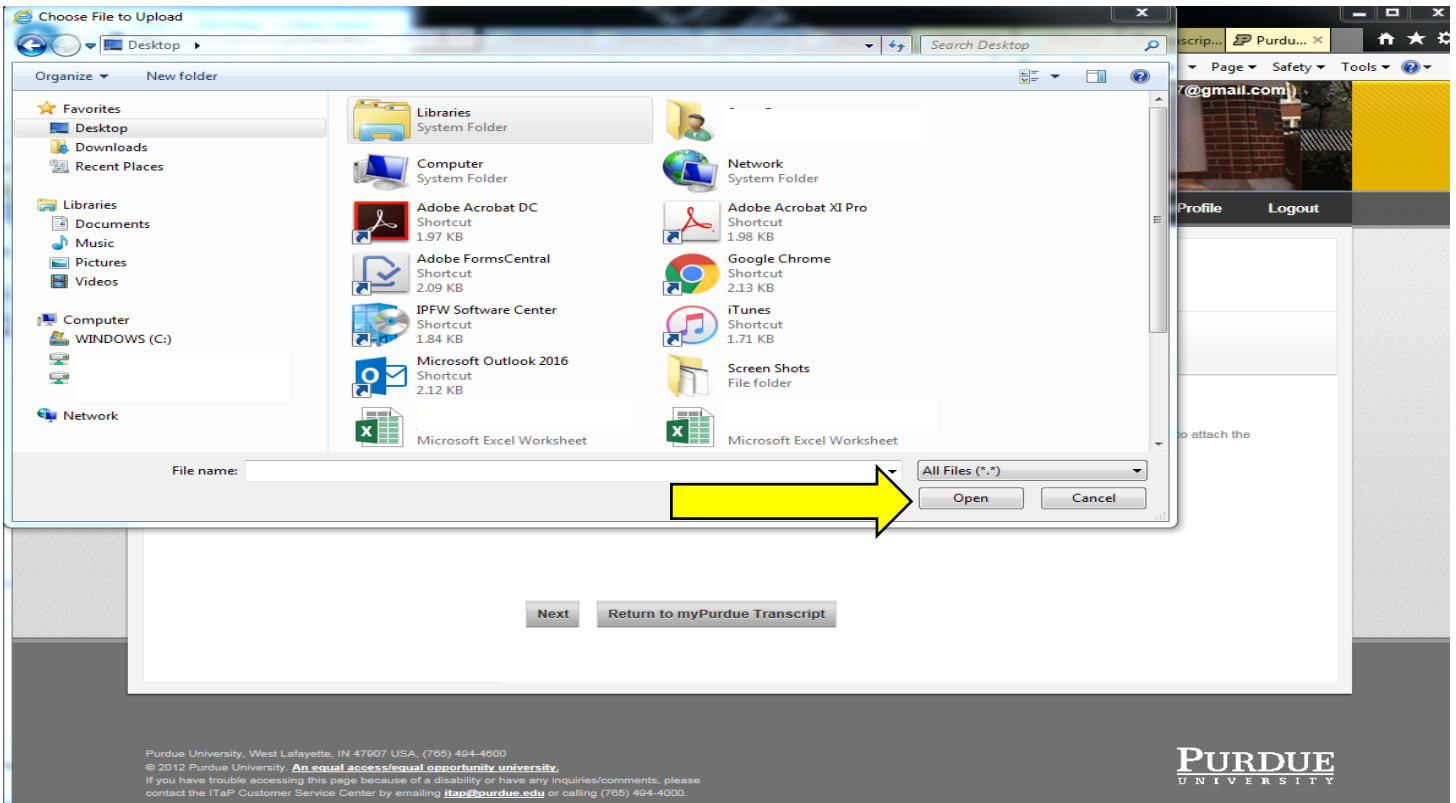 Choose File to Upload
Desktop
Search Desktop
Organize
New folder
Favorites
Desktop
Downloads
Recent Places
Libraries
Documents
Music
Pictures
Videos
Computer
WINDOWS (C:)
Network
Libraries
System Folder
Computer
System Folder
Network
System Folder
Adobe Acrobat DC
Shortcut
1.97 KB
Adobe Acrobat XI Pro
Shortcut
1.98 KB
Adobe FormsCentral
Shortcut
2.09 KB
Google Chrome
Shortcut
2.13 KB
IPFW Software Center
Shortcut
1.84 KB
iTunes
Shortcut
1.71 KB
Microsoft Outlook 2016
Shortcut
2.12 KB
Screen Shots
File folder
Microsoft Excel Worksheet
Microsoft Excel Worksheet
File name:
All Files (*.*)
Open
Cancel
nscrip...
Purdu...
Page
Safety
Tools
7@gmail.com)
Profile
Logout
to attach the
Next
Return to myPurdue Transcript
Purdue University, West Lafayette, IN 47907 USA, (765) 494-4600
© 2012 Purdue University. An equal access/equal opportunity university.
If you have trouble accessing this page because of a disability or have any inquiries/comments, please
contact the ITaP Customer Service Center by emailing itap@purdue.edu or calling (765) 494-4000.
PURDUE
UNIVERSITY